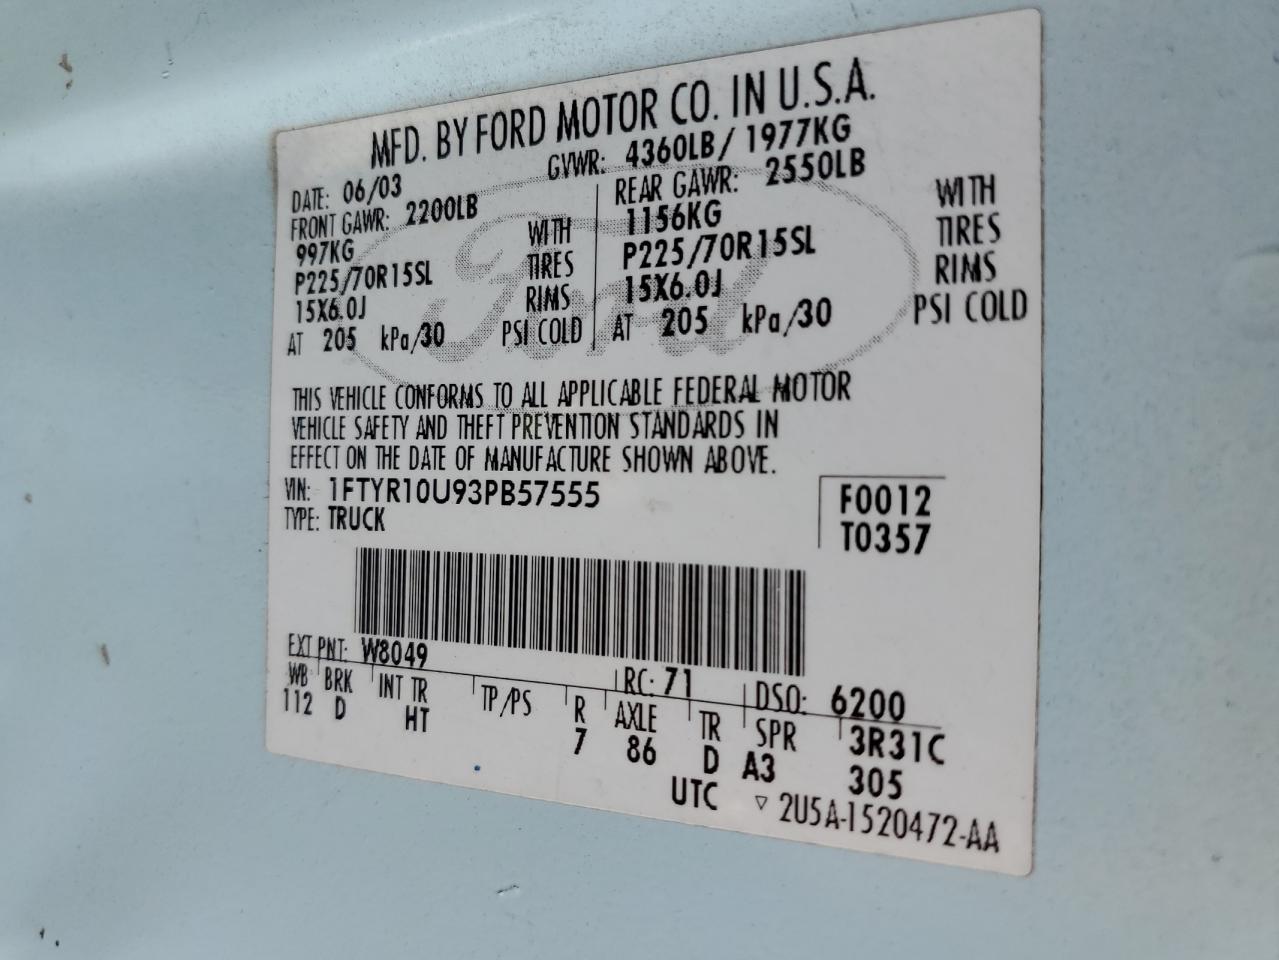 MFD. BY FORD MOTOR CO. IN U.S.A.
DATE: 06/03 GVWR: 4360LB/ 1977KG
FRONT GAWR: 2200LB REAR GAWR: 2550LB
997KG WITH 1156KG WITH
P225/70R15SL TIRES P225/70R15SL TIRES
15X6.0J RIMS 15X6.0J RIMS
AT 205 kPa/30 PSI COLD AT 205 kPa/30 PSI COLD
Ford
THIS VEHICLE CONFORMS TO ALL APPLICABLE FEDERAL MOTOR
VEHICLE SAFETY AND THEFT PREVENTION STANDARDS IN
EFFECT ON THE DATE OF MANUFACTURE SHOWN ABOVE.
VIN: 1FTYR10U93PB57555 F0012
TYPE: TRUCK T0357
EXT PNT: W8049 RC: 71 DSO: 6200
WB BRK INT TR TP/PS R AXLE TR SPR 3R31C
112 D HT 7 86 D A3 305
UTC ▽ 2U5A-1520472-AA